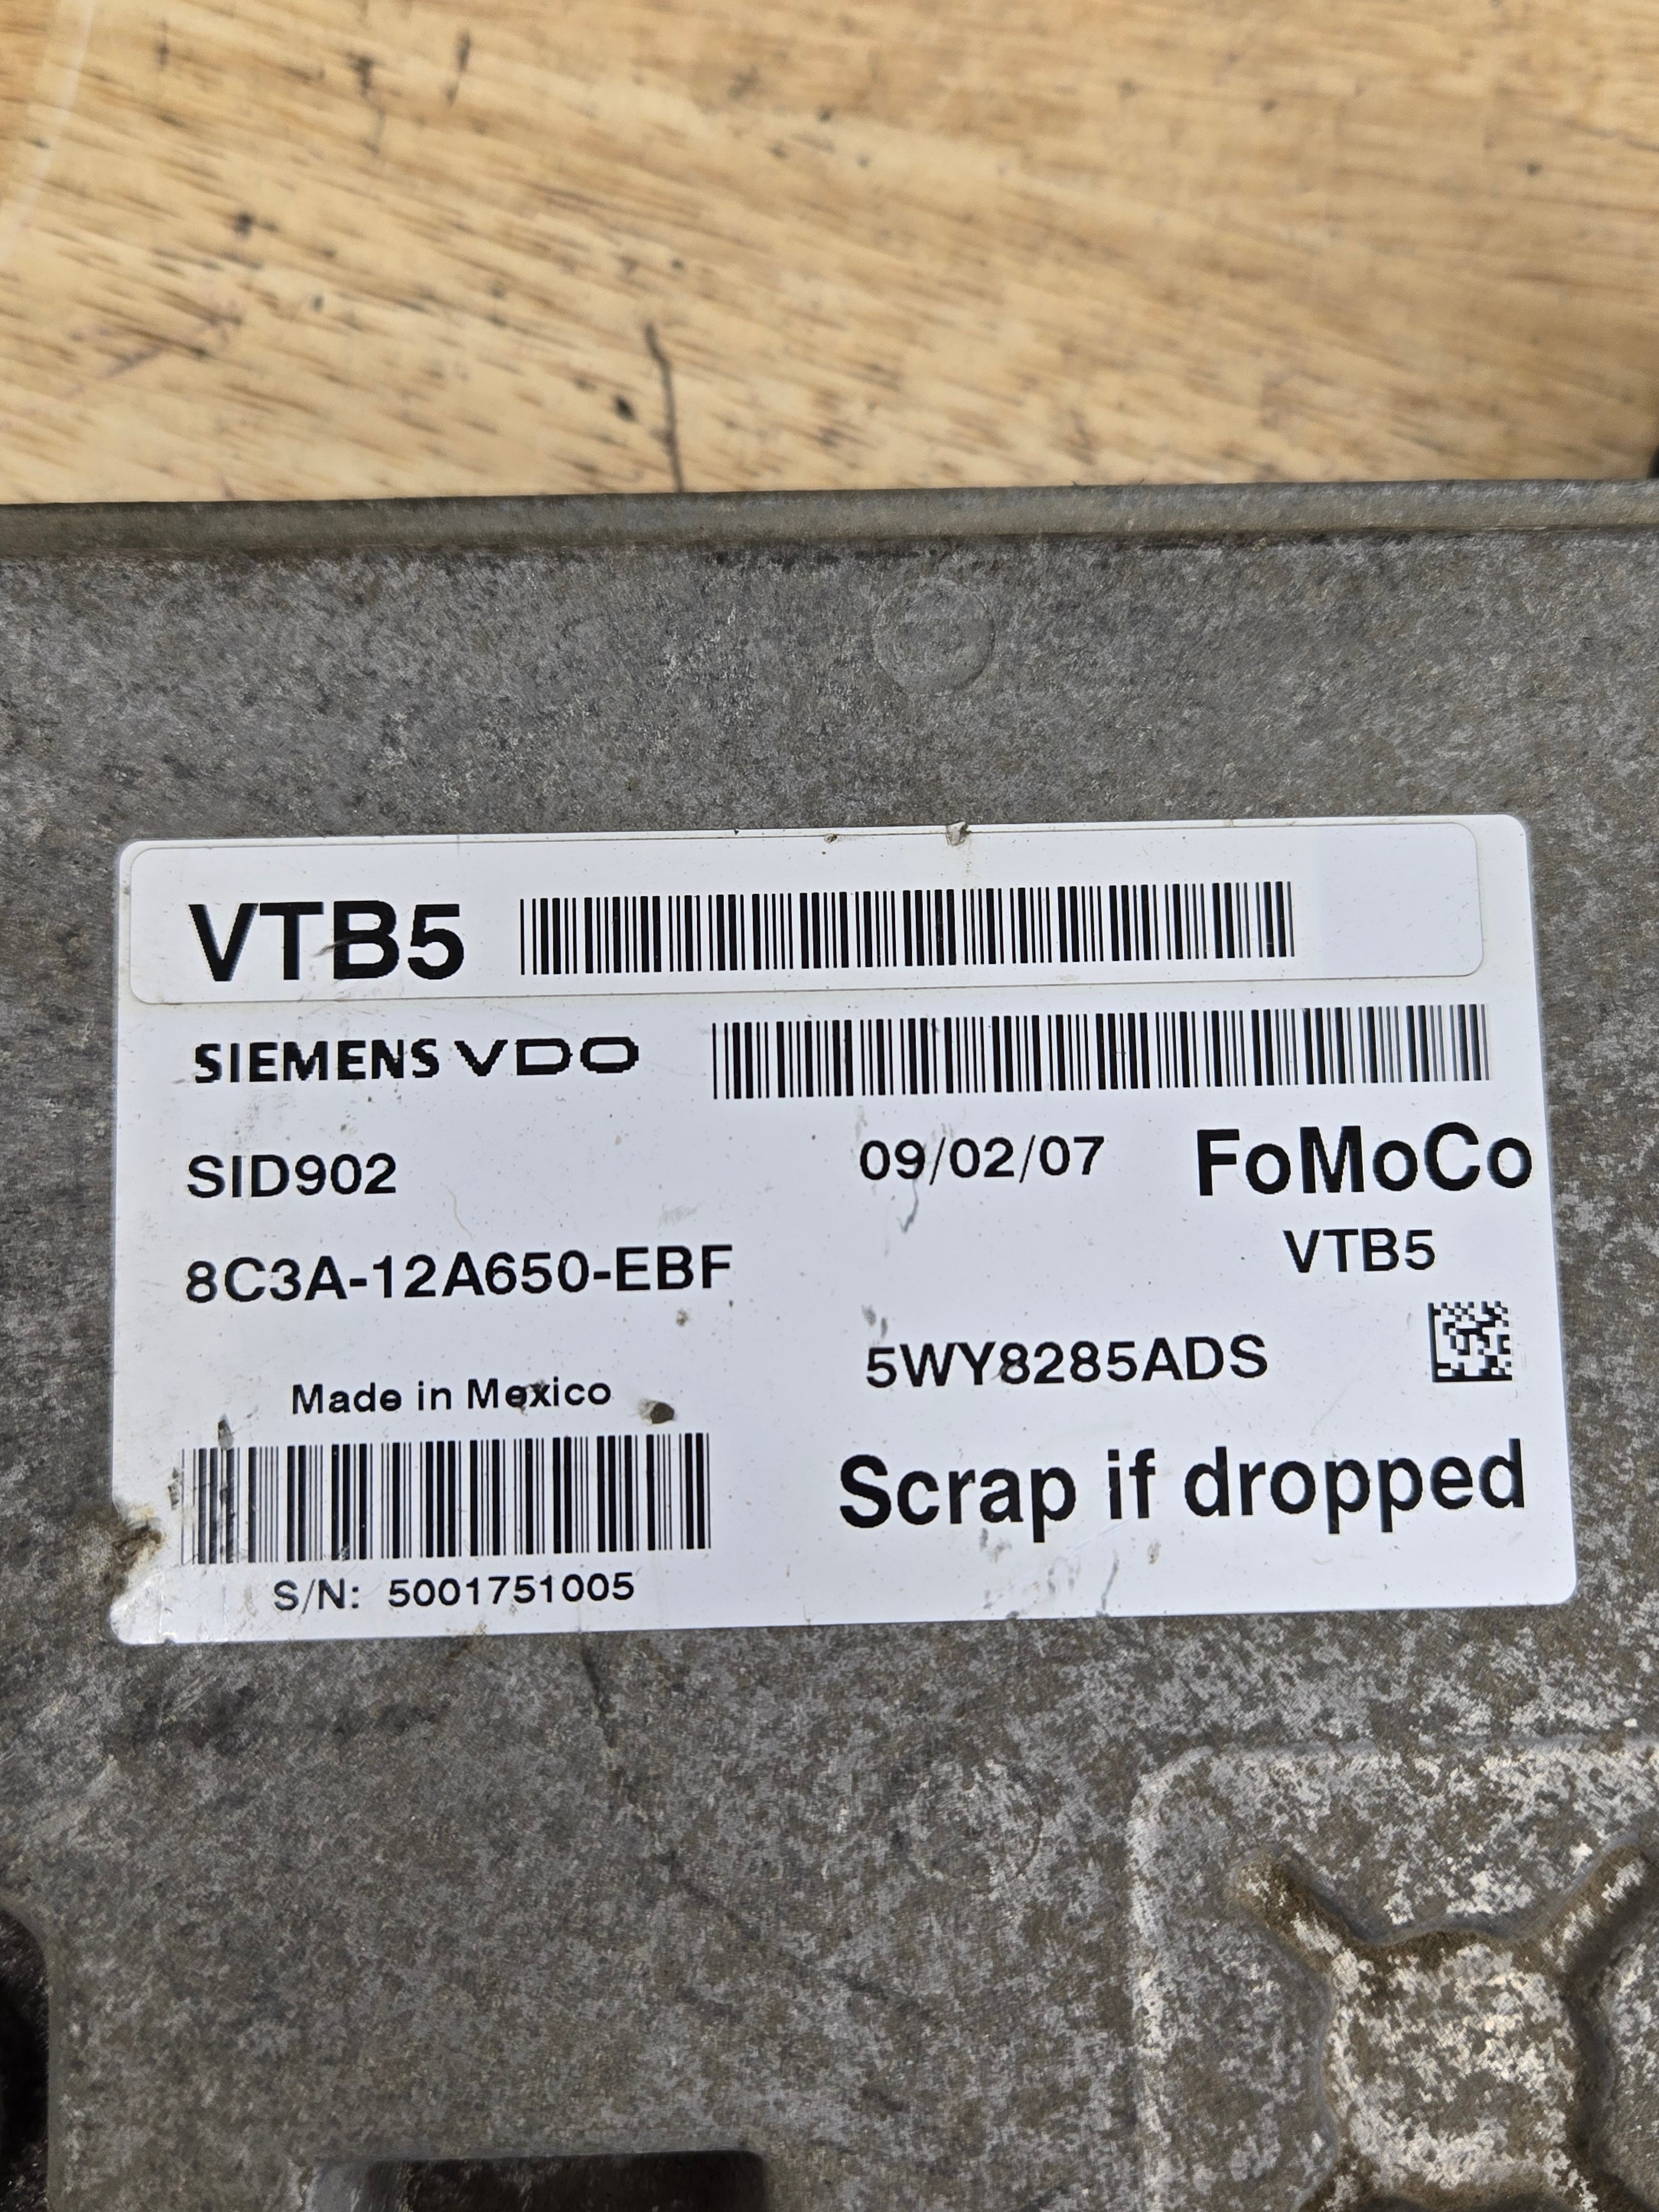 VTB5
SIEMENS VDO
SID902 09/02/07 FoMoCo
VTB5
8C3A-12A650-EBF
5WY8285ADS
Made in Mexico
Scrap if dropped
S/N: 5001751005